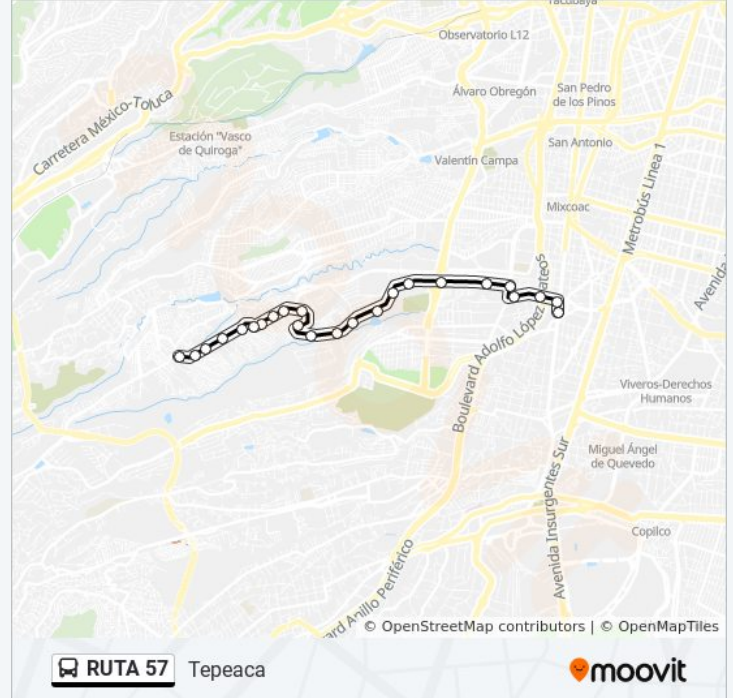 Tacubaya
Observatorio L12
Carretera México-Toluca
Álvaro Obregón
San Pedro
de los Pinos
Estación "Vasco
de Quiroga"
San Antonio
Valentín Campa
Metrobús Linea 1
Mixcoac
Avenida
Boulevard Adolfo López Mateos
Viveros-Derechos
Humanos
Miguel Ángel
de Quevedo
Avenida Insurgentes Sur
Copilco
ard Anillo Periférico
© OpenStreetMap contributors | © OpenMapTiles
RUTA 57
Tepeaca
moovit